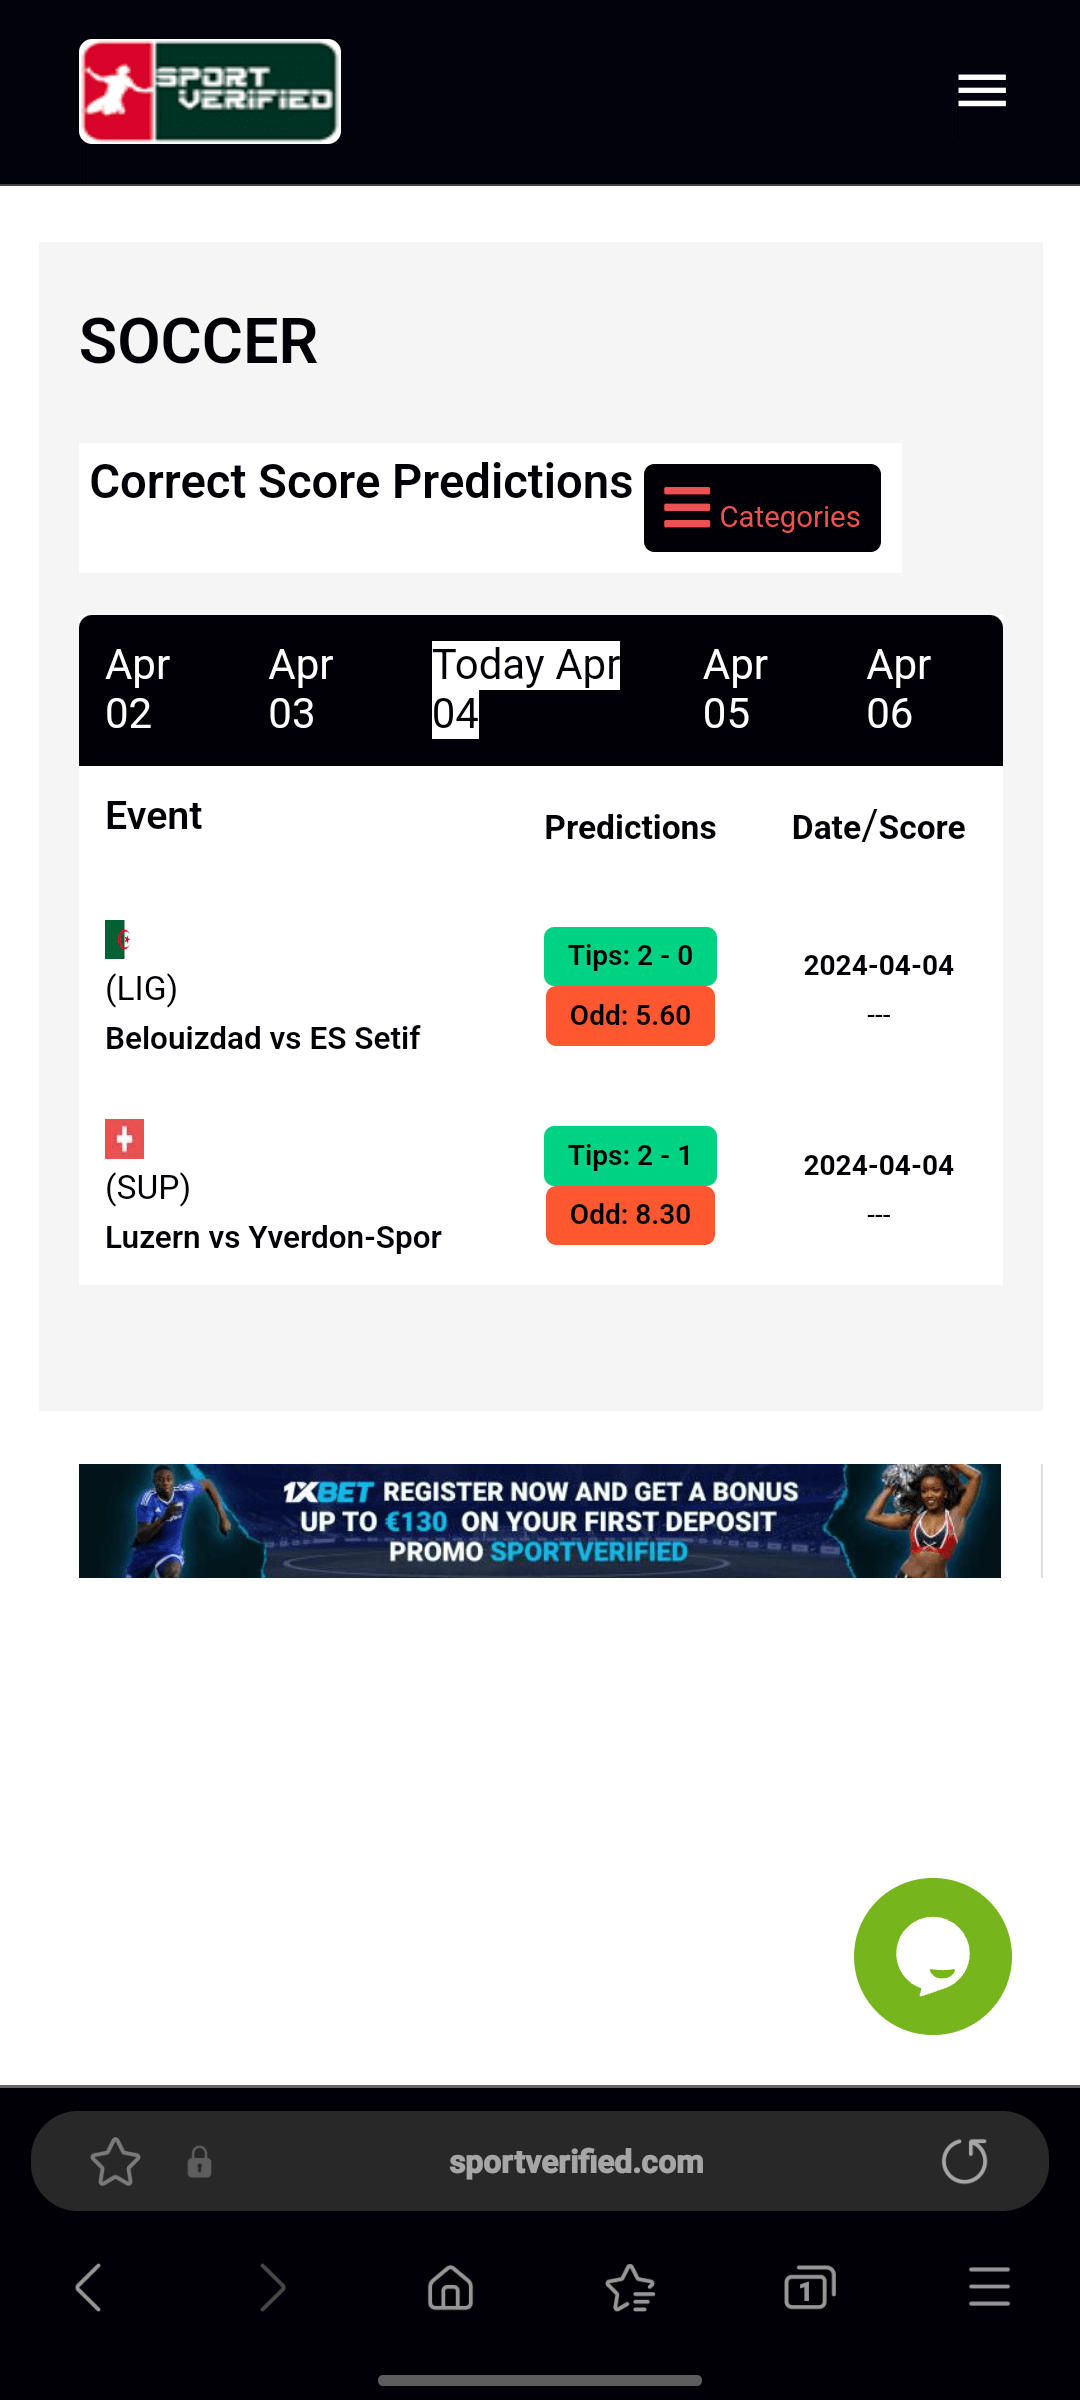 SPORT
VERIFIED
SOCCER
Correct Score Predictions
Categories
Apr 02
Apr 03
Today Apr 04
Apr 05
Apr 06
Event
Predictions
Date/Score
(LIG)
Belouizdad vs ES Setif
Tips: 2 - 0
Odd: 5.60
2024-04-04
---
(SUP)
Luzern vs Yverdon-Spor
Tips: 2 - 1
Odd: 8.30
2024-04-04
---
1XBET REGISTER NOW AND GET A BONUS
UP TO €130 ON YOUR FIRST DEPOSIT
PROMO SPORTVERIFIED
sportverified.com
1